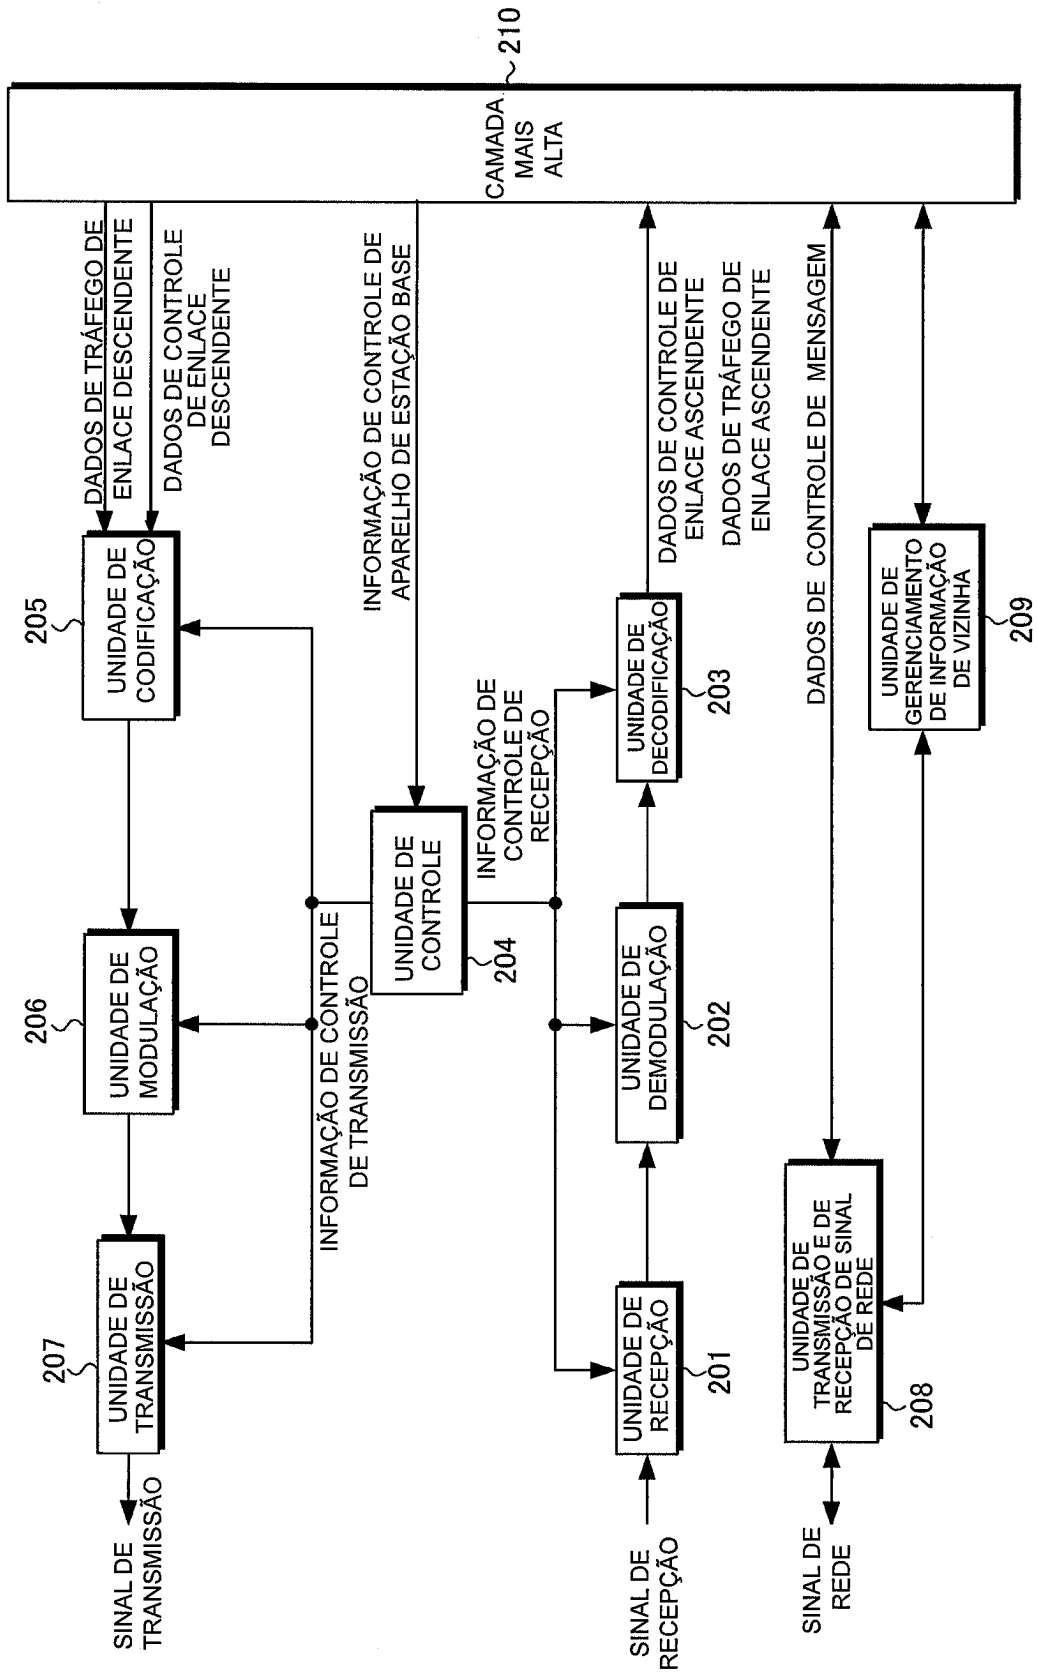 210
CAMADA
MAIS
ALTA
DADOS DE TRÁFEGO DE
ENLACE DESCENDENTE
DADOS DE CONTROLE
DE ENLACE
DESCENDENTE
205
UNIDADE DE
CODIFICAÇÃO
206
UNIDADE DE
MODULAÇÃO
207
UNIDADE DE
TRANSMISSÃO
SINAL DE
TRANSMISSÃO
INFORMAÇÃO DE CONTROLE DE
APARELHO DE ESTAÇÃO BASE
INFORMAÇÃO DE CONTROLE
DE TRANSMISSÃO
UNIDADE DE
CONTROLE
204
INFORMAÇÃO DE
CONTROLE DE
RECEPÇÃO
SINAL DE
RECEPÇÃO
UNIDADE DE
RECEPÇÃO
201
UNIDADE DE
DEMODULAÇÃO
202
UNIDADE DE
DECODIFICAÇÃO
203
DADOS DE CONTROLE DE
ENLACE ASCENDENTE
DADOS DE TRÁFEGO DE
ENLACE ASCENDENTE
DADOS DE CONTROLE DE MENSAGEM
SINAL DE
REDE
UNIDADE DE
TRANSMISSÃO E DE
RECEPÇÃO DE SINAL
DE REDE
208
UNIDADE DE
GERENCIAMENTO
DE INFORMAÇÃO
DE VIZINHA
209